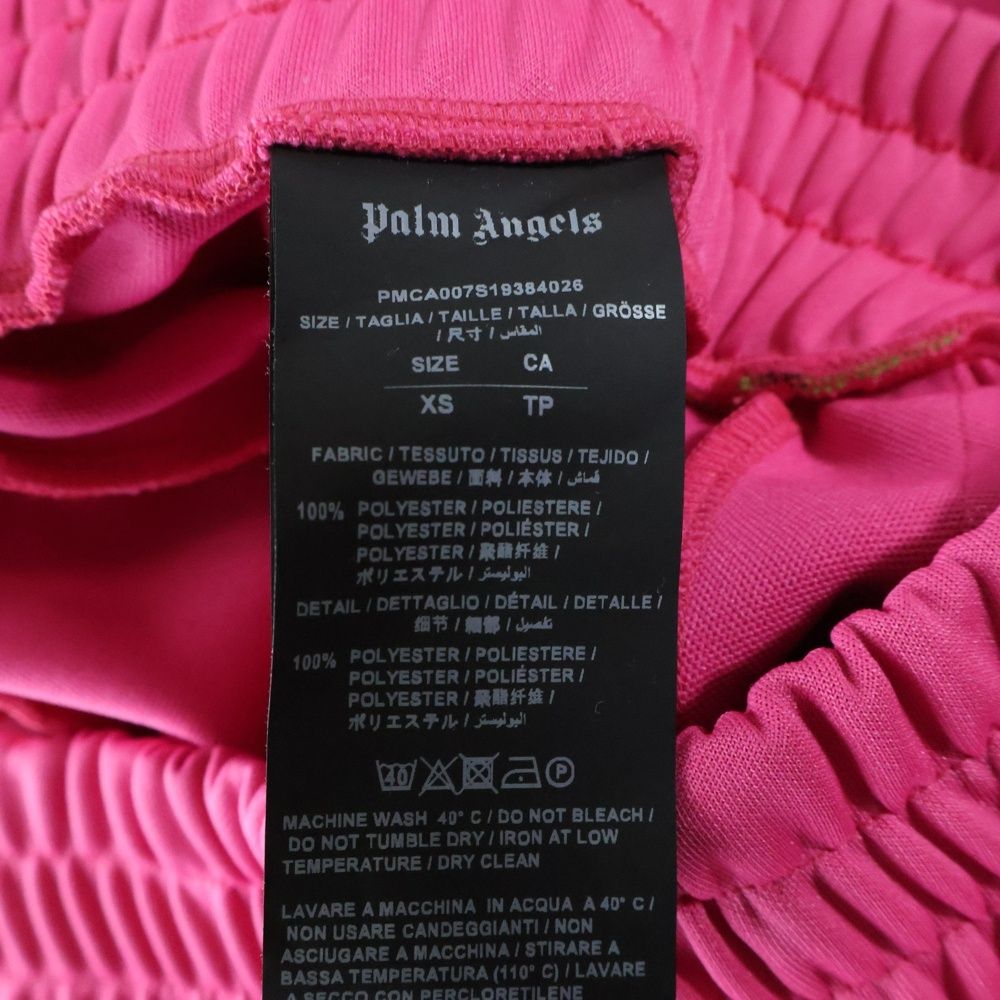 Palm Angels
PMCA007S19384026
SIZE / TAGLIA / TAILLE / TALLA / GRÖSSE
/ 尺寸 / المقاس
SIZE CA
XS TP
FABRIC / TESSUTO / TISSUS / TEJIDO /
GEWEBE / 面料 / 本体 / قماش
100% POLYESTER / POLIESTERE /
POLYESTER / POLIÉSTER /
POLYESTER / 聚酯纤维 /
ポリエステル / البوليستر
DETAIL / DETTAGLIO / DÉTAIL / DETALLE /
细节 / 細部 / تفصيل
100% POLYESTER / POLIESTERE /
POLYESTER / POLIÉSTER /
POLYESTER / 聚酯纤维 /
ポリエステル / البوليستر
40 P
MACHINE WASH 40° C / DO NOT BLEACH /
DO NOT TUMBLE DRY / IRON AT LOW
TEMPERATURE / DRY CLEAN
LAVARE A MACCHINA IN ACQUA A 40° C /
NON USARE CANDEGGIANTI / NON
ASCIUGARE A MACCHINA / STIRARE A
BASSA TEMPERATURA (110° C) / LAVARE
A SECCO CON PERCLORETILENE